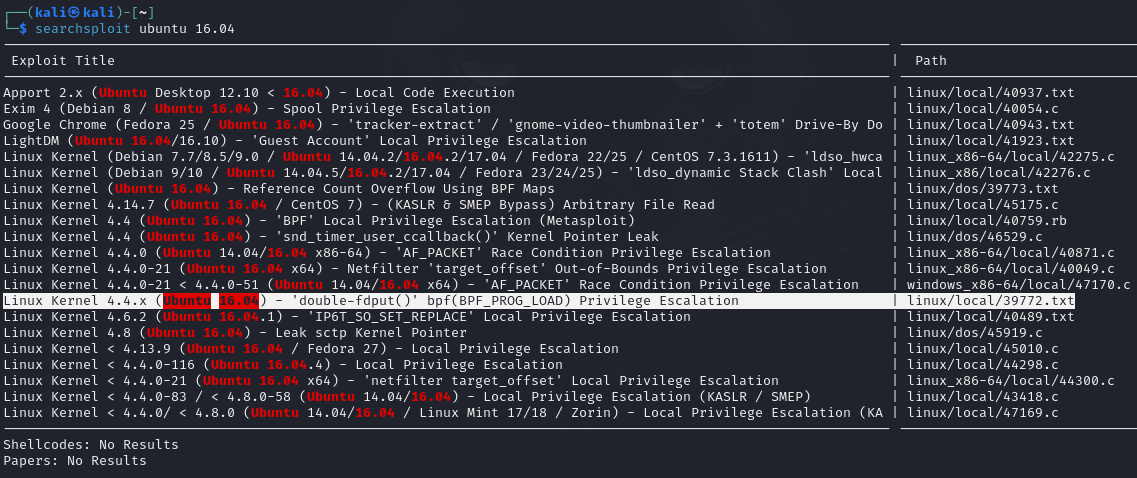 ┌──(kali㉿kali)-[~]
└─$ searchsploit ubuntu 16.04
Exploit Title | Path
Apport 2.x (Ubuntu Desktop 12.10 < 16.04) - Local Code Execution | linux/local/40937.txt
Exim 4 (Debian 8 / Ubuntu 16.04) - Spool Privilege Escalation | linux/local/40054.c
Google Chrome (Fedora 25 / Ubuntu 16.04) - 'tracker-extract' / 'gnome-video-thumbnailer' + 'totem' Drive-By Do | linux/local/40943.txt
LightDM (Ubuntu 16.04/16.10) - 'Guest Account' Local Privilege Escalation | linux/local/41923.txt
Linux Kernel (Debian 7.7/8.5/9.0 / Ubuntu 14.04.2/16.04.2/17.04 / Fedora 22/25 / CentOS 7.3.1611) - 'ldso_hwca | linux_x86-64/local/42275.c
Linux Kernel (Debian 9/10 / Ubuntu 14.04.5/16.04.2/17.04 / Fedora 23/24/25) - 'ldso_dynamic Stack Clash' Local | linux_x86/local/42276.c
Linux Kernel (Ubuntu 16.04) - Reference Count Overflow Using BPF Maps | linux/dos/39773.txt
Linux Kernel 4.14.7 (Ubuntu 16.04 / CentOS 7) - (KASLR & SMEP Bypass) Arbitrary File Read | linux/local/45175.c
Linux Kernel 4.4 (Ubuntu 16.04) - 'BPF' Local Privilege Escalation (Metasploit) | linux/local/40759.rb
Linux Kernel 4.4 (Ubuntu 16.04) - 'snd_timer_user_ccallback()' Kernel Pointer Leak | linux/dos/46529.c
Linux Kernel 4.4.0 (Ubuntu 14.04/16.04 x86-64) - 'AF_PACKET' Race Condition Privilege Escalation | linux_x86-64/local/40871.c
Linux Kernel 4.4.0-21 (Ubuntu 16.04 x64) - Netfilter 'target_offset' Out-of-Bounds Privilege Escalation | linux_x86-64/local/40049.c
Linux Kernel 4.4.0-21 < 4.4.0-51 (Ubuntu 14.04/16.04 x64) - 'AF_PACKET' Race Condition Privilege Escalation | windows_x86-64/local/47170.c
Linux Kernel 4.4.x (Ubuntu 16.04) - 'double-fdput()' bpf(BPF_PROG_LOAD) Privilege Escalation | linux/local/39772.txt
Linux Kernel 4.6.2 (Ubuntu 16.04.1) - 'IP6T_SO_SET_REPLACE' Local Privilege Escalation | linux/local/40489.txt
Linux Kernel 4.8 (Ubuntu 16.04) - Leak sctp Kernel Pointer | linux/dos/45919.c
Linux Kernel < 4.13.9 (Ubuntu 16.04 / Fedora 27) - Local Privilege Escalation | linux/local/45010.c
Linux Kernel < 4.4.0-116 (Ubuntu 16.04.4) - Local Privilege Escalation | linux/local/44298.c
Linux Kernel < 4.4.0-21 (Ubuntu 16.04 x64) - 'netfilter target_offset' Local Privilege Escalation | linux_x86-64/local/44300.c
Linux Kernel < 4.4.0-83 / < 4.8.0-58 (Ubuntu 14.04/16.04) - Local Privilege Escalation (KASLR / SMEP) | linux/local/43418.c
Linux Kernel < 4.4.0/ < 4.8.0 (Ubuntu 14.04/16.04 / Linux Mint 17/18 / Zorin) - Local Privilege Escalation (KA | linux/local/47169.c
Shellcodes: No Results
Papers: No Results